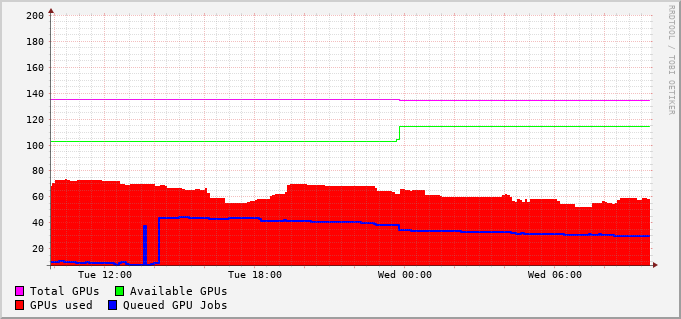 200
180
160
140
120
100
80
60
40
20
Tue 12:00 Tue 18:00 Wed 00:00 Wed 06:00
Total GPUs Available GPUs
GPUs used Queued GPU Jobs
RRDTOOL / TOBI OETIKER